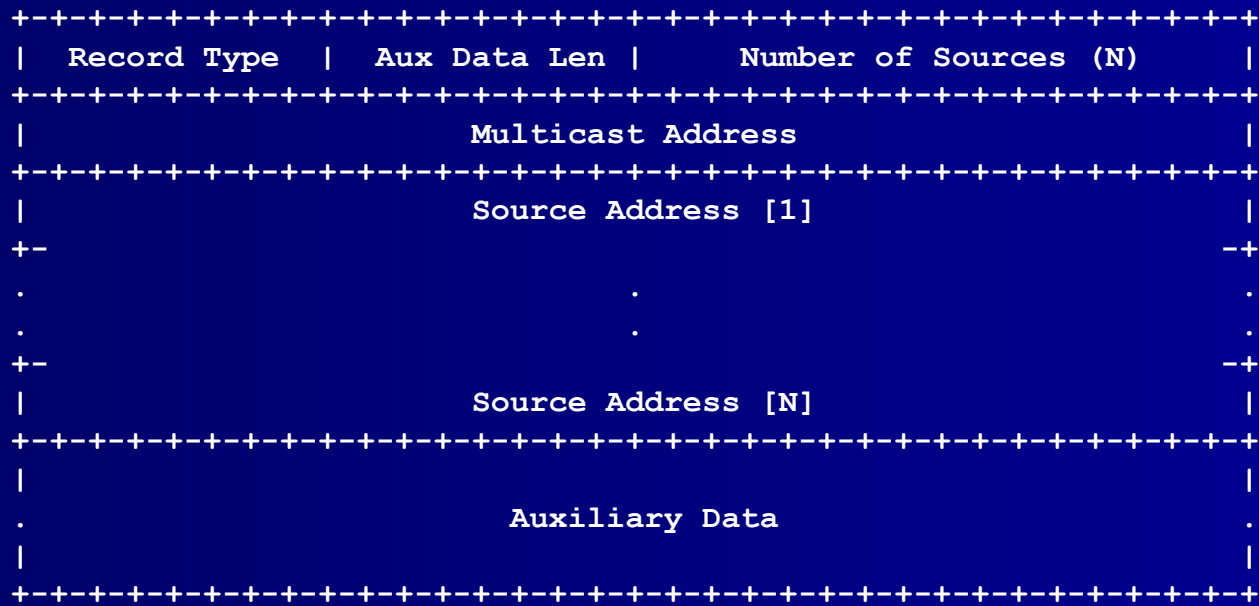 +-+-+-+-+-+-+-+-+-+-+-+-+-+-+-+-+-+-+-+-+-+-+-+-+-+-+-+-+-+-+-+-+
|  Record Type  |  Aux Data Len |     Number of Sources (N)     |
+-+-+-+-+-+-+-+-+-+-+-+-+-+-+-+-+-+-+-+-+-+-+-+-+-+-+-+-+-+-+-+-+
|                       Multicast Address                       |
+-+-+-+-+-+-+-+-+-+-+-+-+-+-+-+-+-+-+-+-+-+-+-+-+-+-+-+-+-+-+-+-+
|                       Source Address [1]                      |
+-                                                             -+
.                               .                               .
.                               .                               .
+-                                                             -+
|                       Source Address [N]                      |
+-+-+-+-+-+-+-+-+-+-+-+-+-+-+-+-+-+-+-+-+-+-+-+-+-+-+-+-+-+-+-+-+
|                                                               |
.                         Auxiliary Data                        .
|                                                               |
+-+-+-+-+-+-+-+-+-+-+-+-+-+-+-+-+-+-+-+-+-+-+-+-+-+-+-+-+-+-+-+-+